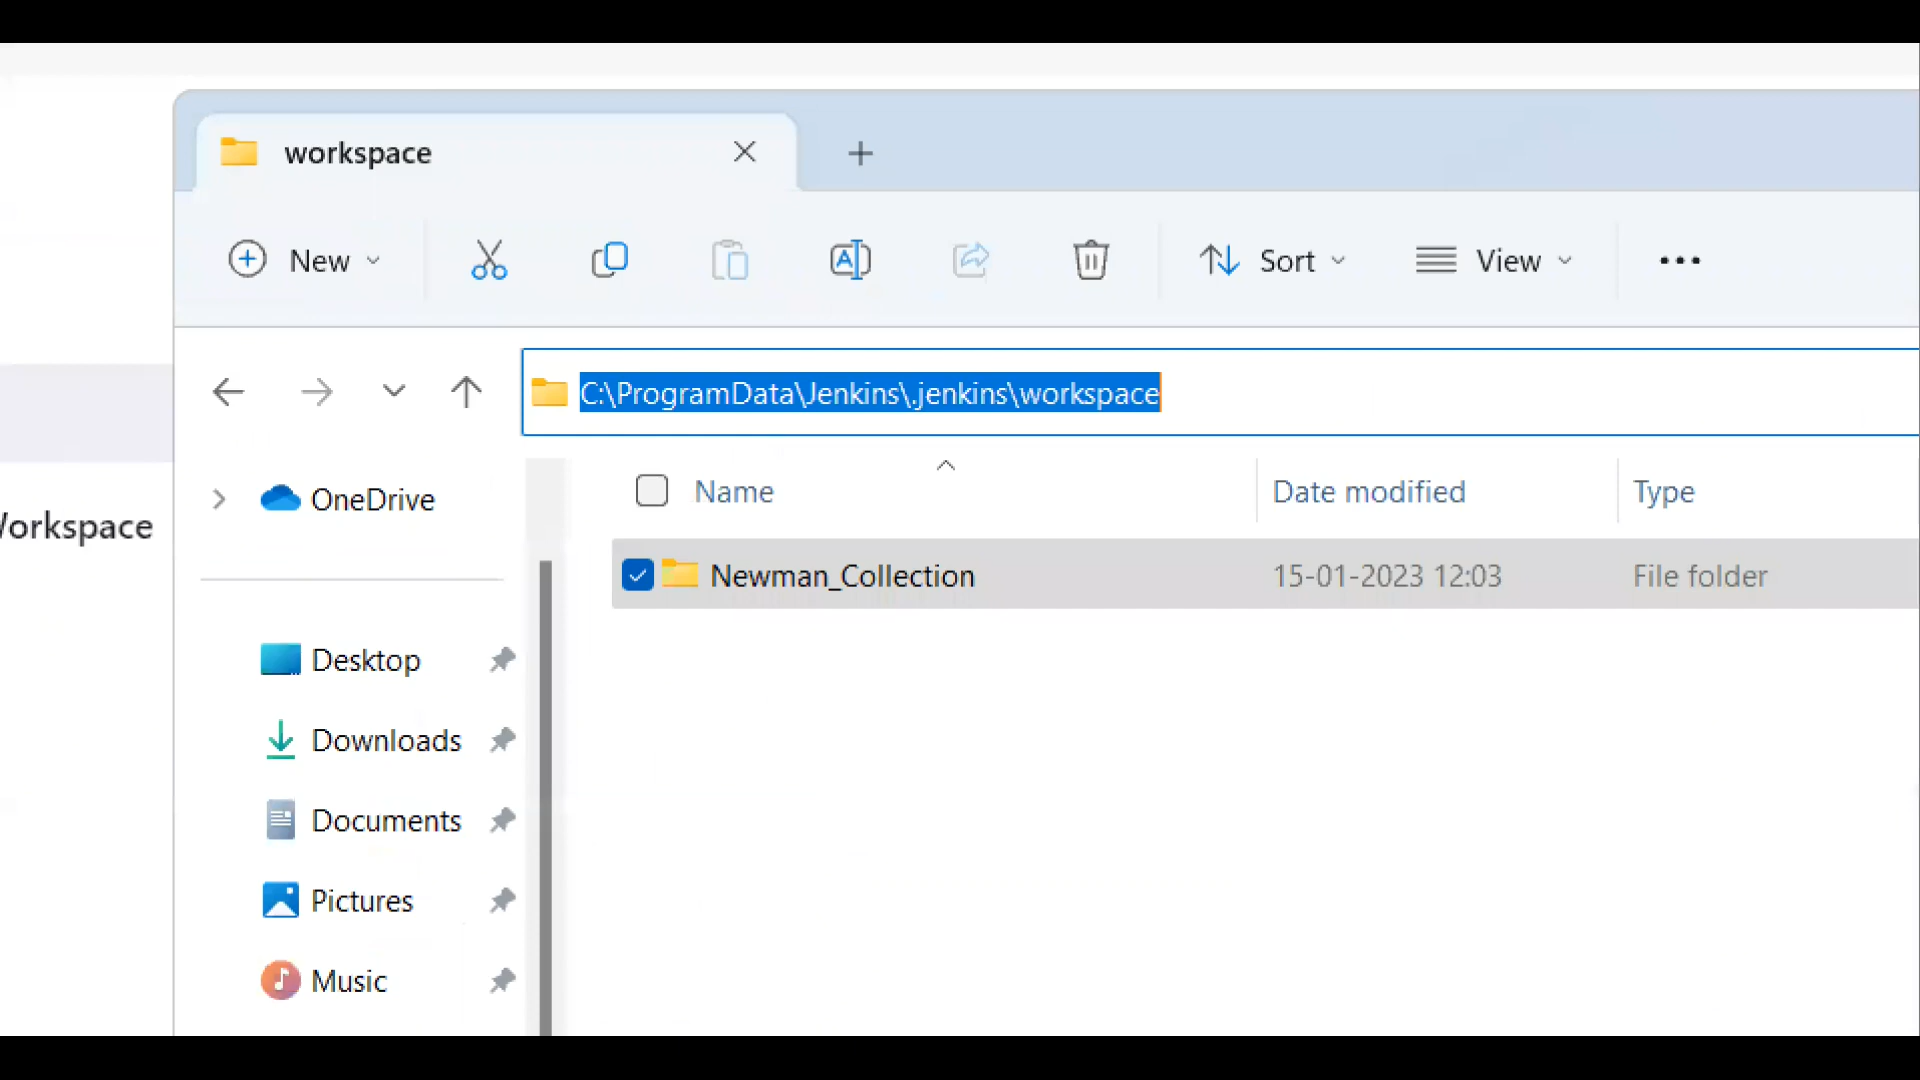 workspace
New
Sort
View
C:\ProgramData\Jenkins\.jenkins\workspace
OneDrive
Name
Date modified
Type
orkspace
Newman_Collection
15-01-2023 12:03
File folder
Desktop
Downloads
Documents
Pictures
Music